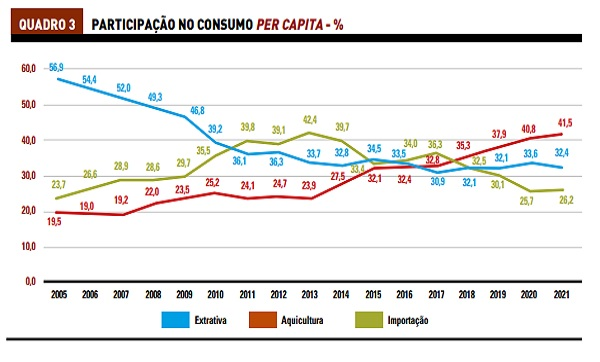 QUADRO 3 PARTICIPAÇÃO NO CONSUMO PER CAPITA - %
60,0
50,0
40,0
30,0
20,0
10,0
0,0
56,9 54,4 52,0 49,3 46,8 39,2 36,1 36,3 33,7 32,8 34,5 33,5 30,9 32,1 32,1 33,6 32,4
23,7 26,6 28,9 28,6 29,7 35,5 39,8 39,1 42,4 39,7 33,4 34,0 36,3 32,5 30,1 25,7 26,2
19,5 19,0 19,2 22,0 23,5 25,2 24,1 24,7 23,9 27,5 32,1 32,4 32,8 35,3 37,9 40,8 41,5
2005 2006 2007 2008 2009 2010 2011 2012 2013 2014 2015 2016 2017 2018 2019 2020 2021
Extrativa Aquicultura Importação